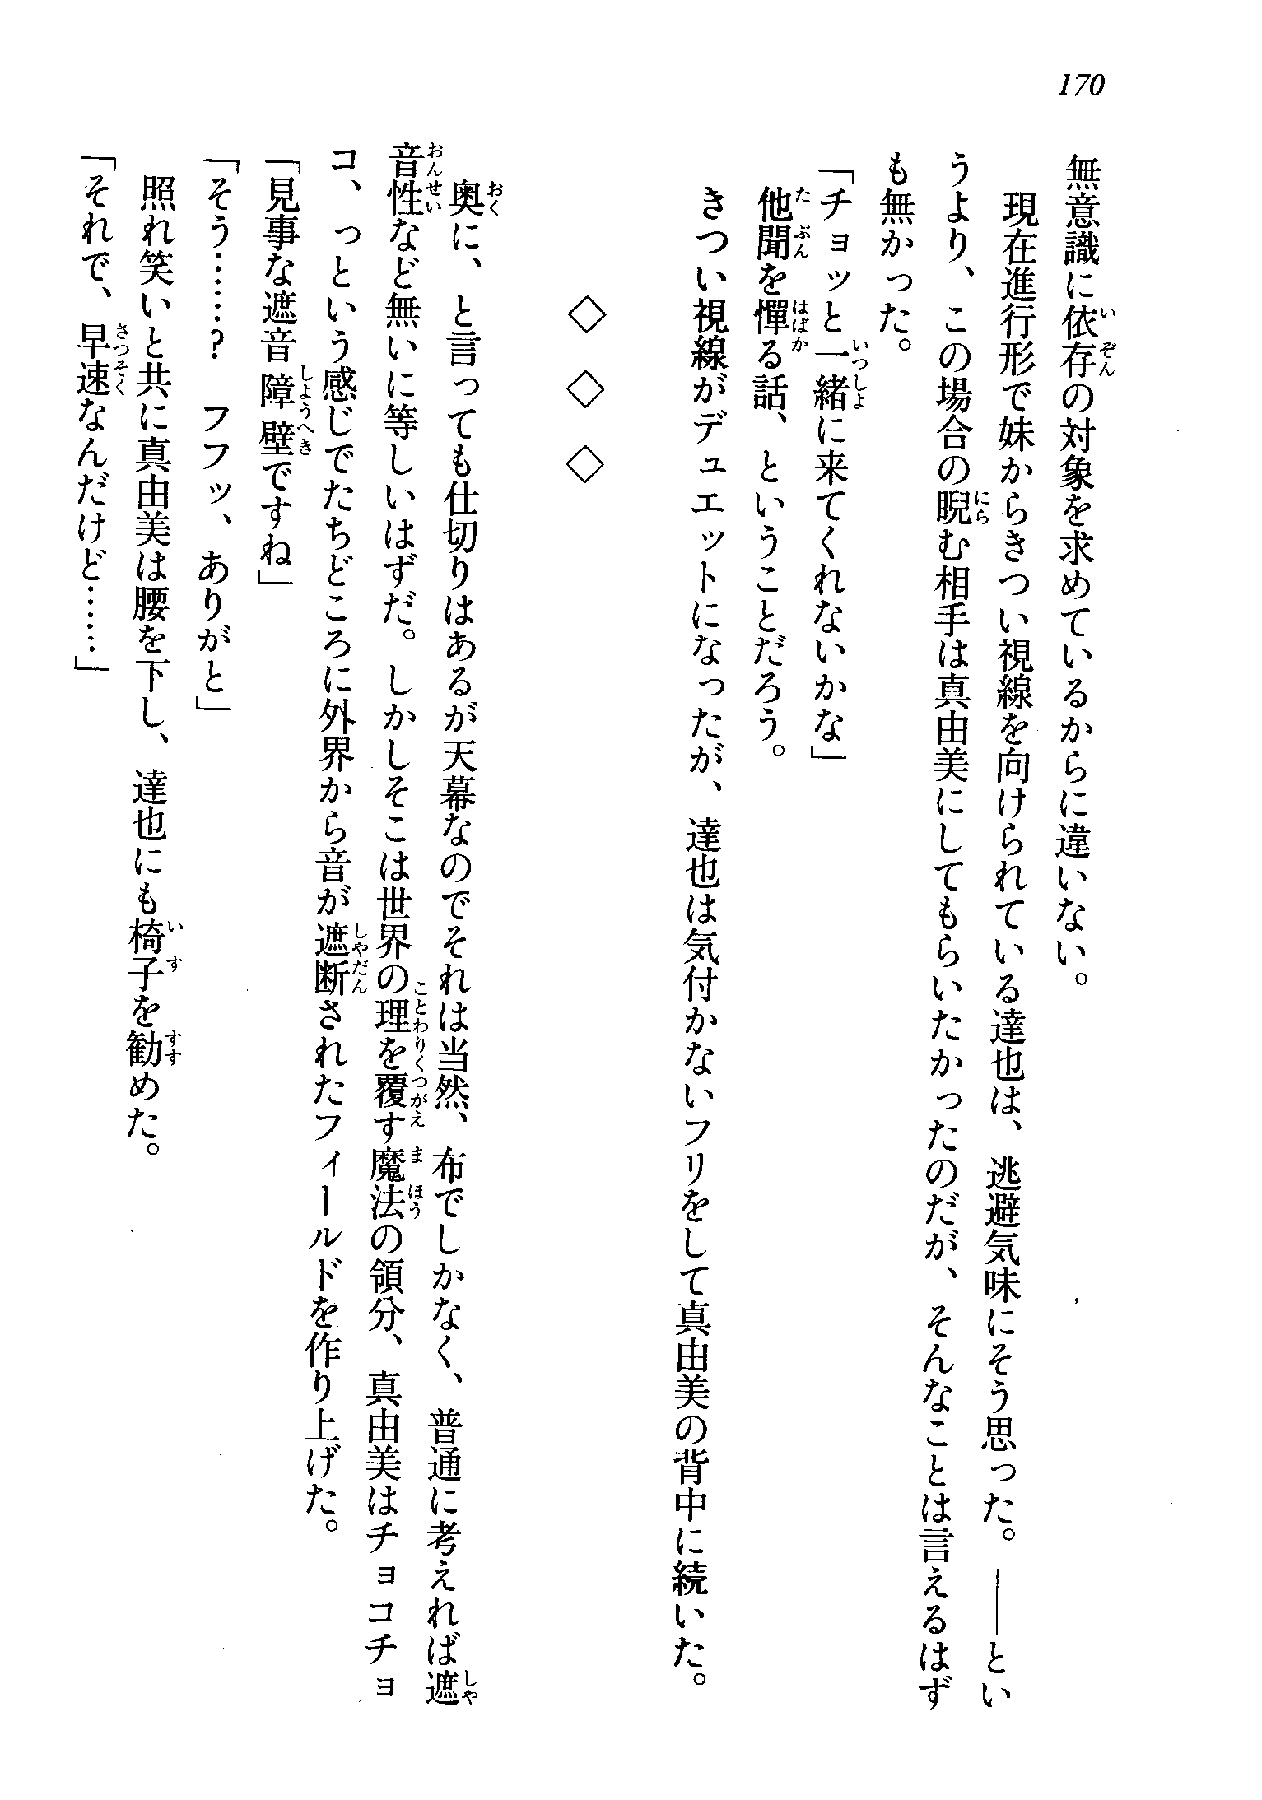 170
無意識に依存の対象を求めているからに違いない。
現在進行形で妹からきつい視線を向けられている達也は、逃避気味にそう思った。――とい
うより、この場合の睨む相手は真由美にしてもらいたかったのだが、そんなことは言えるはず
も無かった。
「チョッと一緒に来てくれないかな」
他聞を憚る話、ということだろう。
きつい視線がデュエットになったが、達也は気付かないフリをして真由美の背中に続いた。
◇ ◇ ◇
奥に、と言っても仕切りはあるが天幕なのでそれは当然、布でしかなく、普通に考えれば遮
音性など無いに等しいはずだ。しかしそこは世界の理を覆す魔法の領分、真由美はチョコチョ
コ、っという感じでたちどころに外界から音が遮断されたフィールドを作り上げた。
「見事な遮音障壁ですね」
「そう……？　フフッ、ありがと」
照れ笑いと共に真由美は腰を下し、達也にも椅子を勧めた。
「それで、早速なんだけど……」